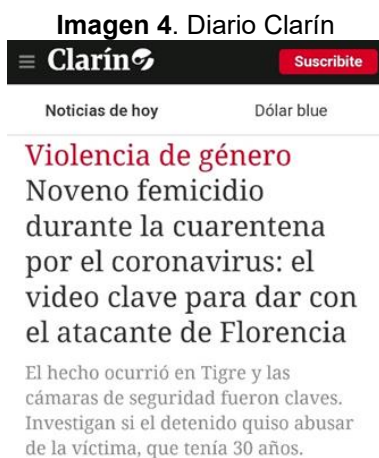 Imagen 4. Diario Clarín
Clarín
Suscribite
Noticias de hoy
Dólar blue
Violencia de género
Noveno femicidio
durante la cuarentena
por el coronavirus: el
video clave para dar con
el atacante de Florencia
El hecho ocurrió en Tigre y las
cámaras de seguridad fueron claves.
Investigan si el detenido quiso abusar
de la víctima, que tenía 30 años.